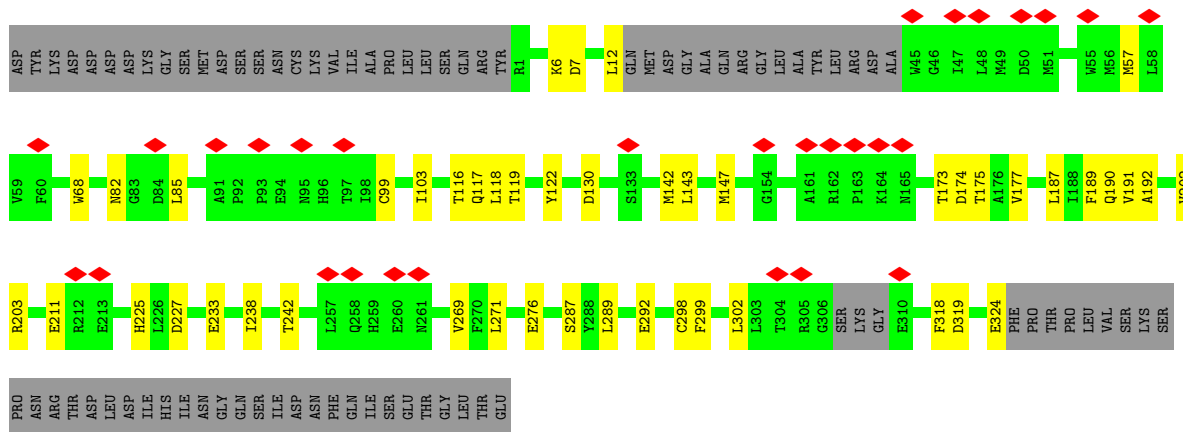 ASP TYR LYS ASP ASP ASP ASP LYS GLY SER MET ASP SER SER ASN CYS LYS VAL ILE ALA PRO LEU LEU SER GLN ARG TYR R1 K6 D7 L12 GLN MET ASP GLY ALA GLN ARG GLY LEU ALA TYR LEU ARG ASP ALA W45 G46 I47 L48 M49 D50 M51 W55 M56 M57 L58
V59 F60 W68 N82 G83 D84 L85 A91 P92 P93 E94 N95 H96 T97 I98 C99 I103 T116 Q117 L118 T119 Y122 D130 S133 M142 L143 M147 G154 A161 R162 P163 K164 N165 T173 D174 T175 A176 V177 L187 I188 F189 Q190 V191 A192
R203 E211 R212 E213 H225 L226 D227 E233 I238 T242 L257 Q258 H259 E260 N261 V269 F270 L271 E276 S287 Y288 L289 E292 C298 F299 L302 L303 T304 R305 G306 SER LYS GLY E310 F318 D319 E324 PHE PRO THR PRO LEU VAL SER LYS SER
PRO ASN ARG THR ASP LEU ASP ILE HIS ILE ASN GLY GLN SER ILE ASP ASN PHE GLN ILE SER GLU THR GLY LEU THR GLU